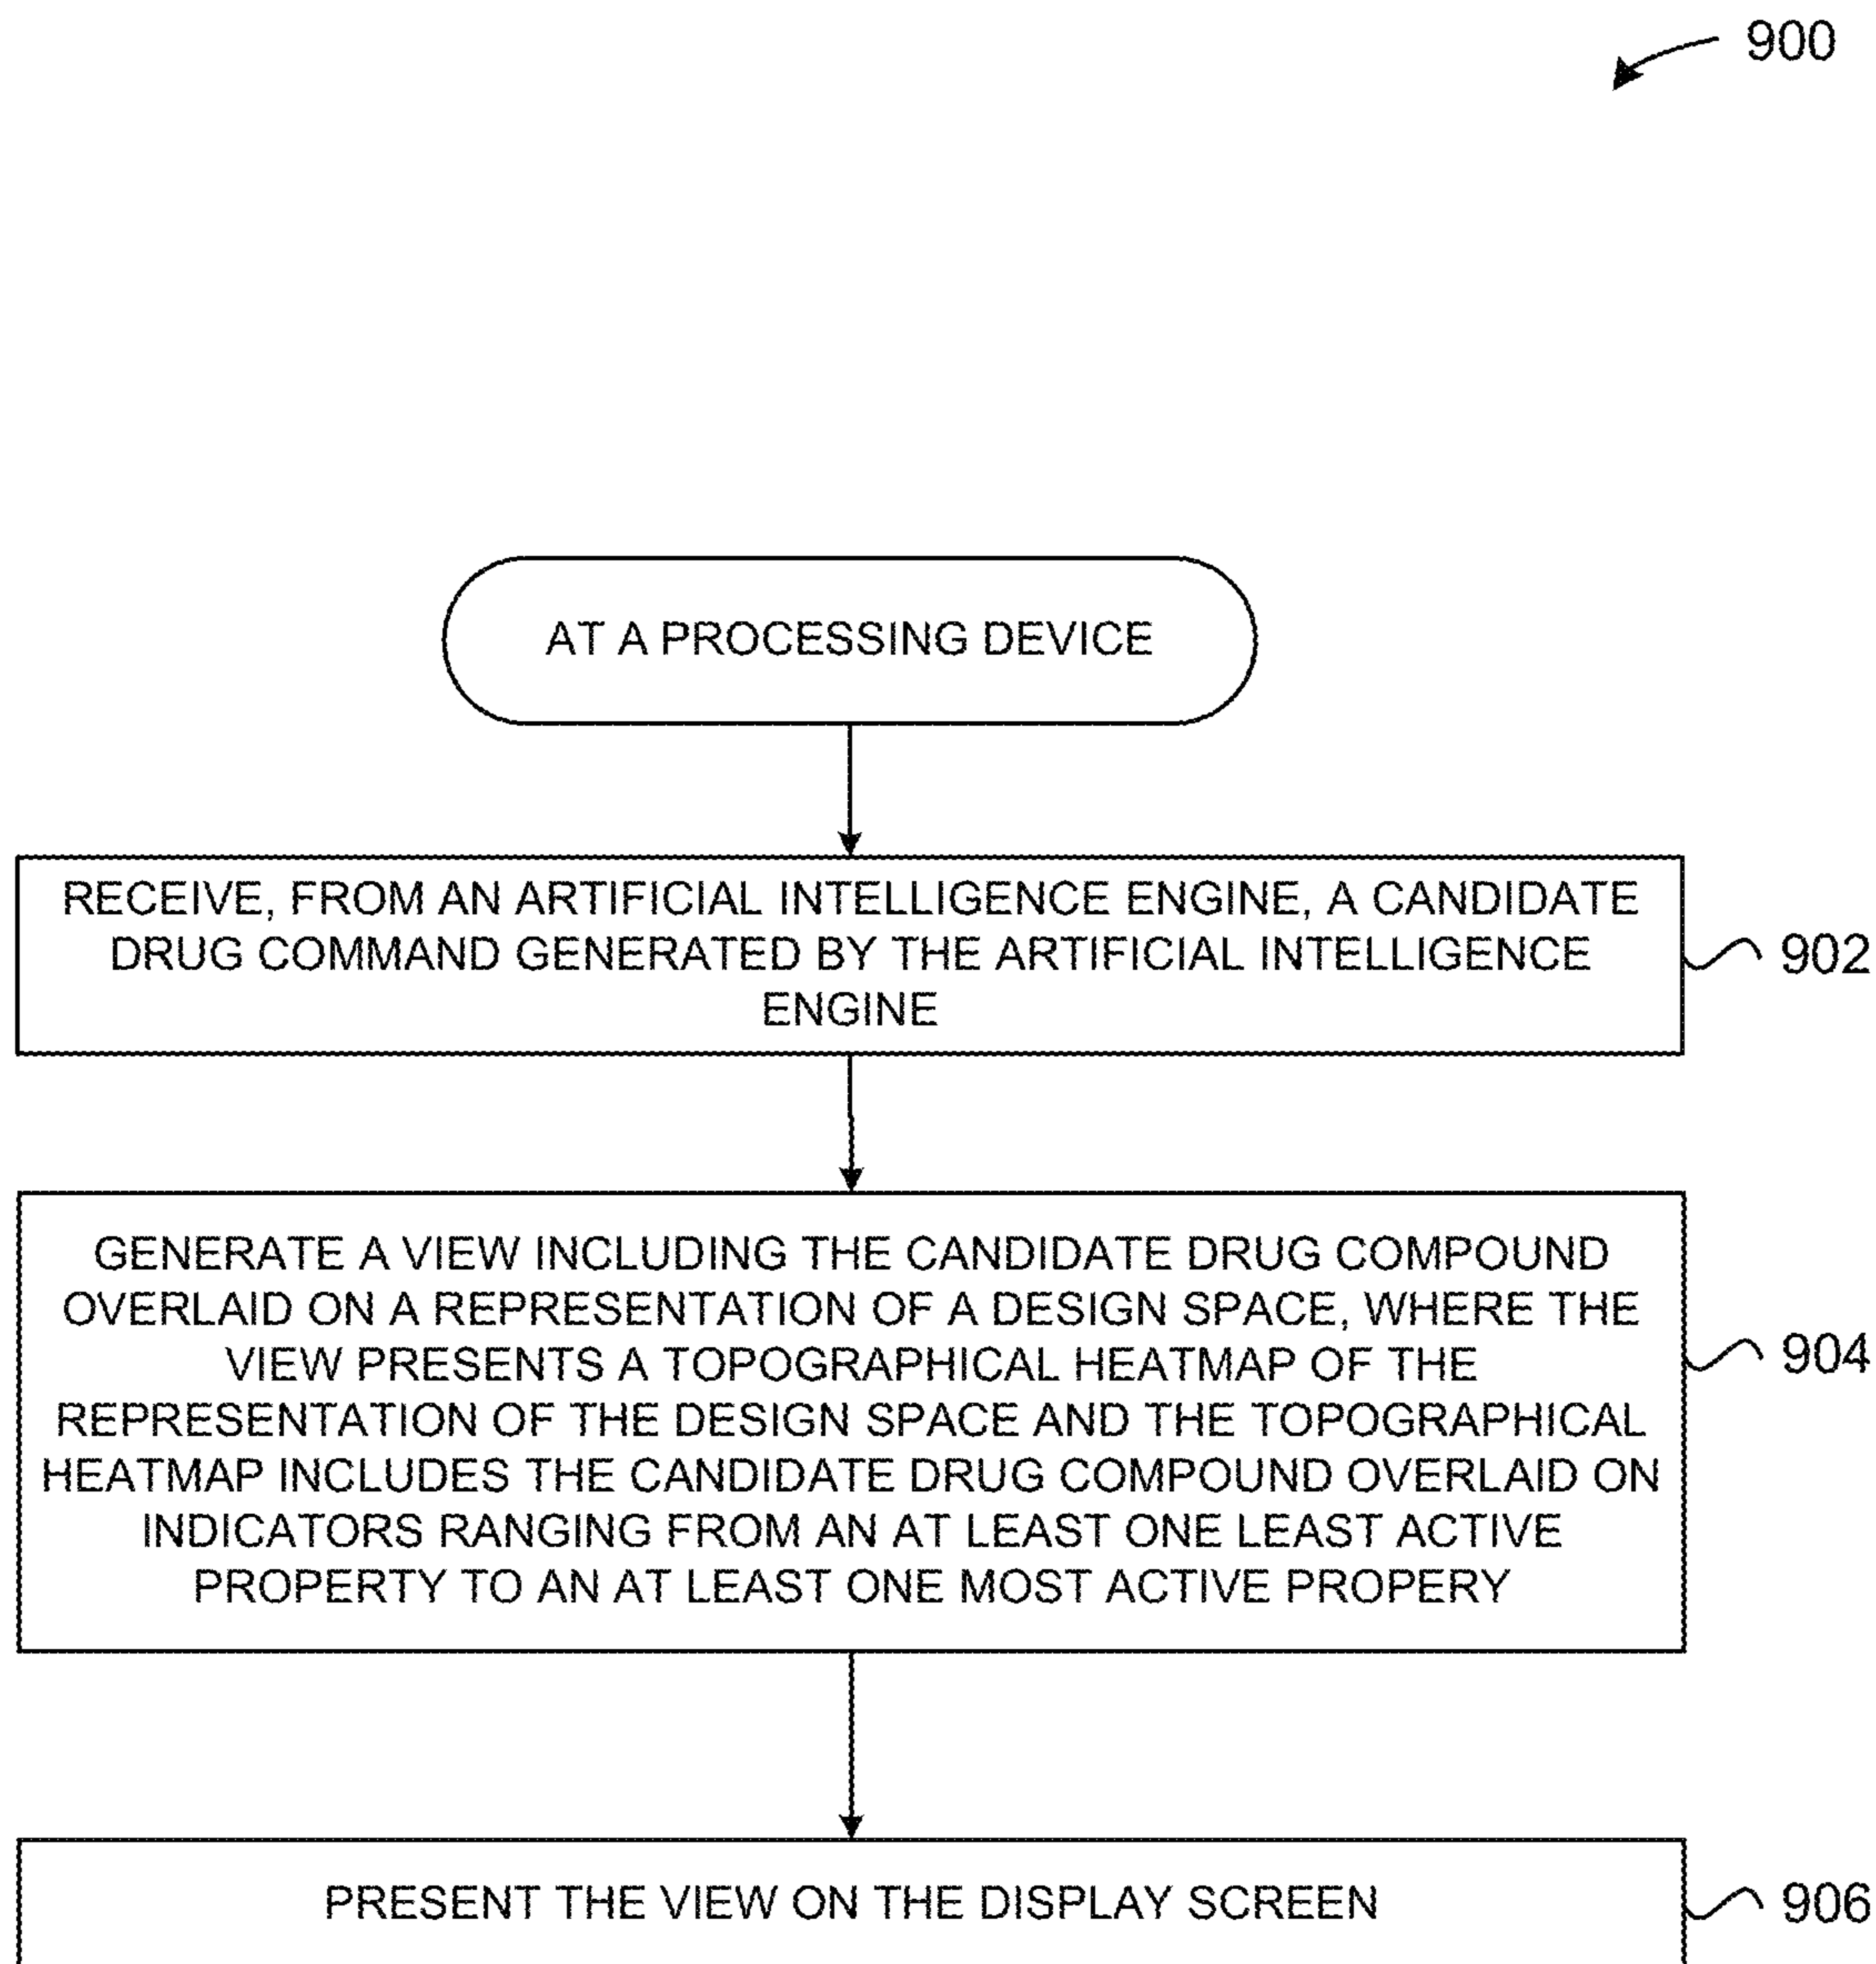 900
AT A PROCESSING DEVICE
RECEIVE, FROM AN ARTIFICIAL INTELLIGENCE ENGINE, A CANDIDATE
DRUG COMMAND GENERATED BY THE ARTIFICIAL INTELLIGENCE
ENGINE
902
GENERATE A VIEW INCLUDING THE CANDIDATE DRUG COMPOUND
OVERLAID ON A REPRESENTATION OF A DESIGN SPACE, WHERE THE
VIEW PRESENTS A TOPOGRAPHICAL HEATMAP OF THE
REPRESENTATION OF THE DESIGN SPACE AND THE TOPOGRAPHICAL
HEATMAP INCLUDES THE CANDIDATE DRUG COMPOUND OVERLAID ON
INDICATORS RANGING FROM AN AT LEAST ONE LEAST ACTIVE
PROPERTY TO AN AT LEAST ONE MOST ACTIVE PROPERY
904
PRESENT THE VIEW ON THE DISPLAY SCREEN
906